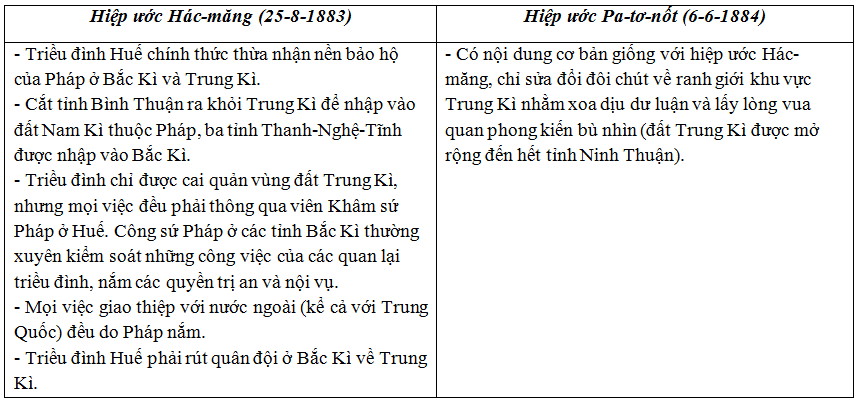 Hiệp ước Hác-măng (25-8-1883)
Hiệp ước Pa-tơ-nốt (6-6-1884)
- Triều đình Huế chính thức thừa nhận nền bảo hộ
của Pháp ở Bắc Kì và Trung Kì.
- Cắt tỉnh Bình Thuận ra khỏi Trung Kì để nhập vào
đất Nam Kì thuộc Pháp, ba tỉnh Thanh-Nghệ-Tĩnh
được nhập vào Bắc Kì.
- Triều đình chỉ được cai quản vùng đất Trung Kì,
nhưng mọi việc đều phải thông qua viên Khâm sứ
Pháp ở Huế. Công sứ Pháp ở các tỉnh Bắc Kì thường
xuyên kiểm soát những công việc của các quan lại
triều đình, nắm các quyền trị an và nội vụ.
- Mọi việc giao thiệp với nước ngoài (kể cả với Trung
Quốc) đều do Pháp nắm.
- Triều đình Huế phải rút quân đội ở Bắc Kì về Trung
Kì.
- Có nội dung cơ bản giống với hiệp ước Hác-
măng, chỉ sửa đổi đôi chút về ranh giới khu vực
Trung Kì nhằm xoa dịu dư luận và lấy lòng vua
quan phong kiến bù nhìn (đất Trung Kì được mở
rộng đến hết tỉnh Ninh Thuận).